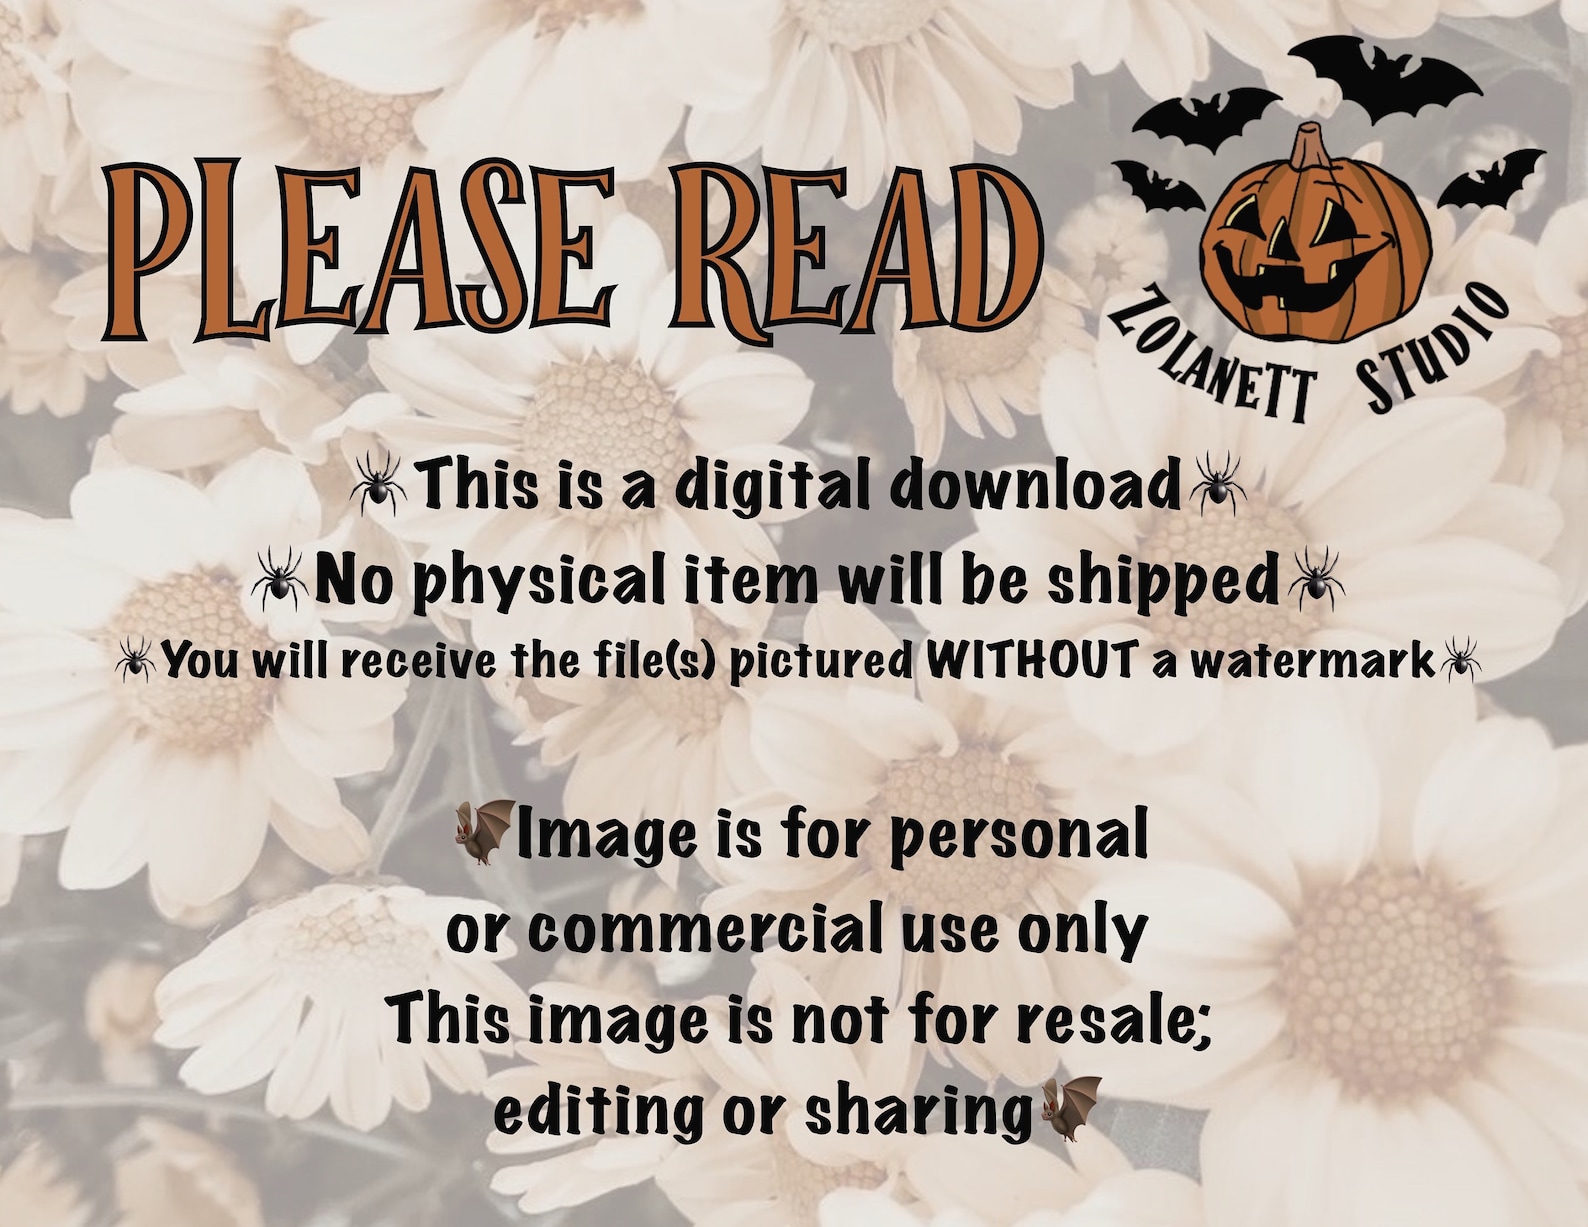 PLEASE READ
ZOLANETT STUDIO
🕷This is a digital download🕷
🕷No physical item will be shipped🕷
🕷You will receive the file(s) pictured WITHOUT a watermark🕷
🦇Image is for personal
or commercial use only
This image is not for resale;
editing or sharing🦇